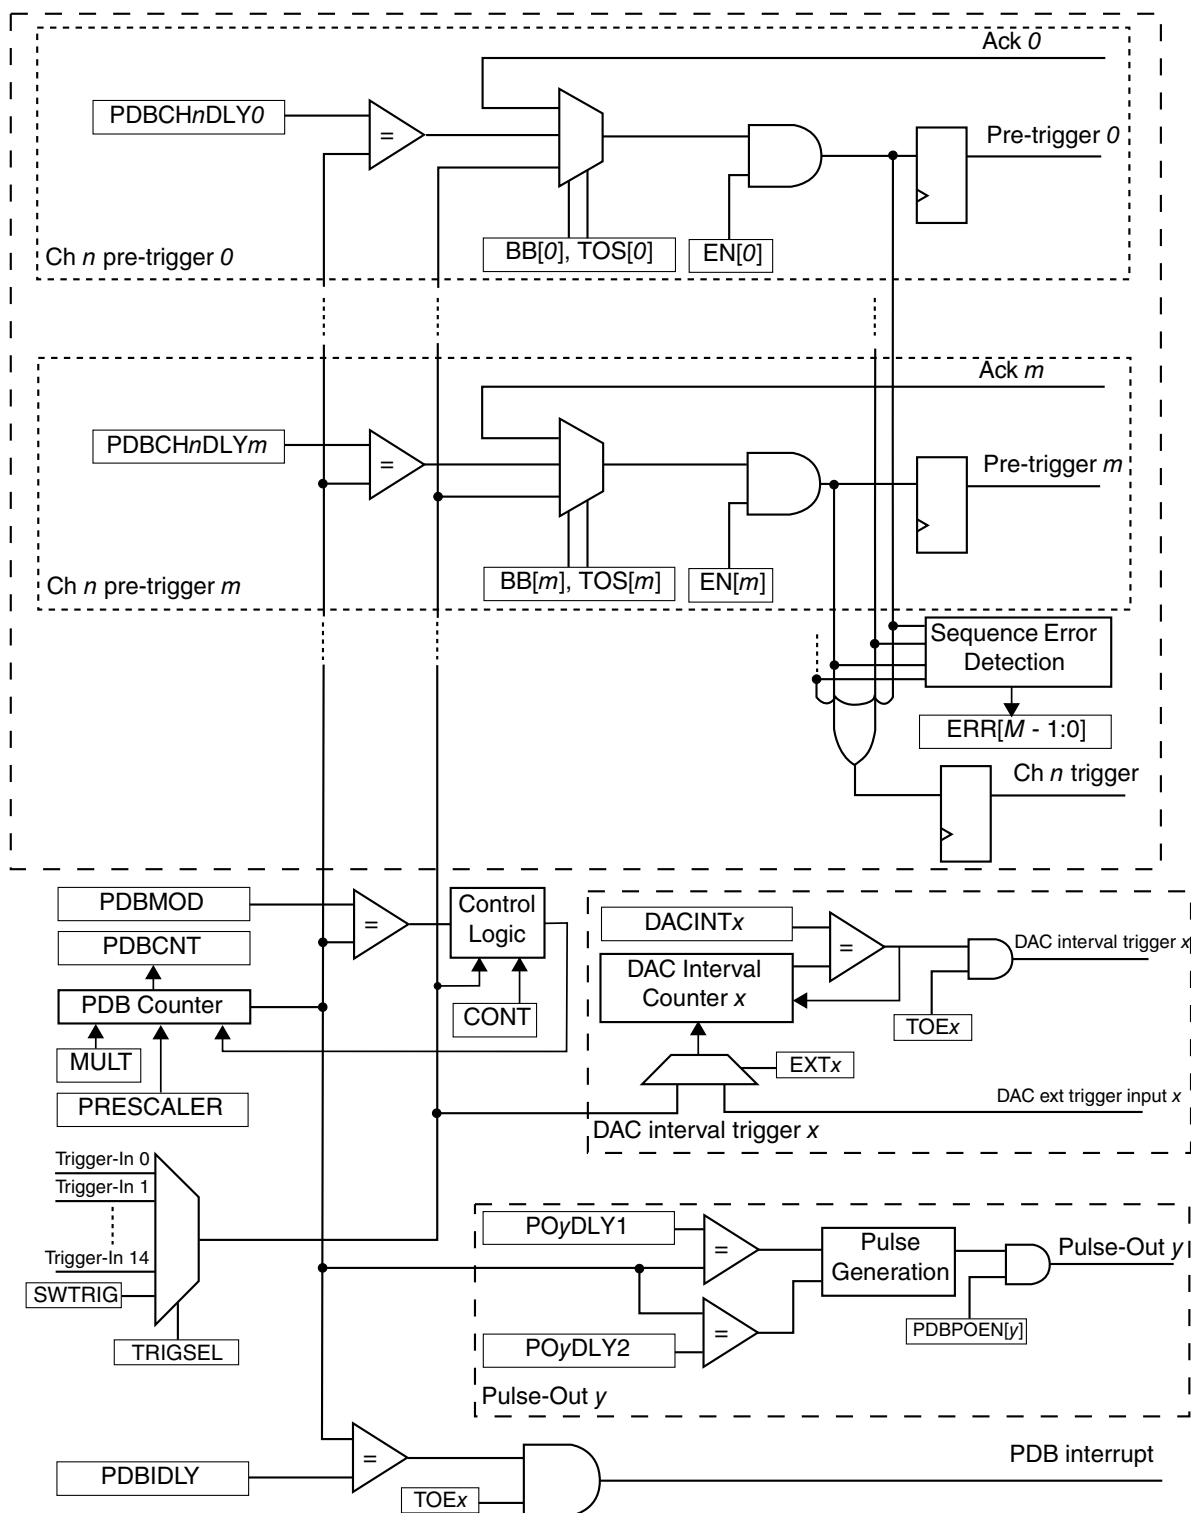 Ack 0
PDBCHnDLY0
=
Pre-trigger 0
BB[0], TOS[0]
EN[0]
Ch n pre-trigger 0
Ack m
PDBCHnDLYm
=
Pre-trigger m
BB[m], TOS[m]
EN[m]
Ch n pre-trigger m
Sequence Error
Detection
ERR[M - 1:0]
Ch n trigger
PDBMOD
=
Control
Logic
PDBCNT
PDB Counter
CONT
MULT
PRESCALER
DACINTx
=
DAC interval trigger x
DAC Interval
Counter x
TOEx
EXTx
DAC ext trigger input x
DAC interval trigger x
Trigger-In 0
Trigger-In 1
Trigger-In 14
SWTRIG
TRIGSEL
POyDLY1
=
Pulse
Generation
Pulse-Out y
POyDLY2
=
PDBPOEN[y]
Pulse-Out y
PDBIDLY
=
TOEx
PDB interrupt